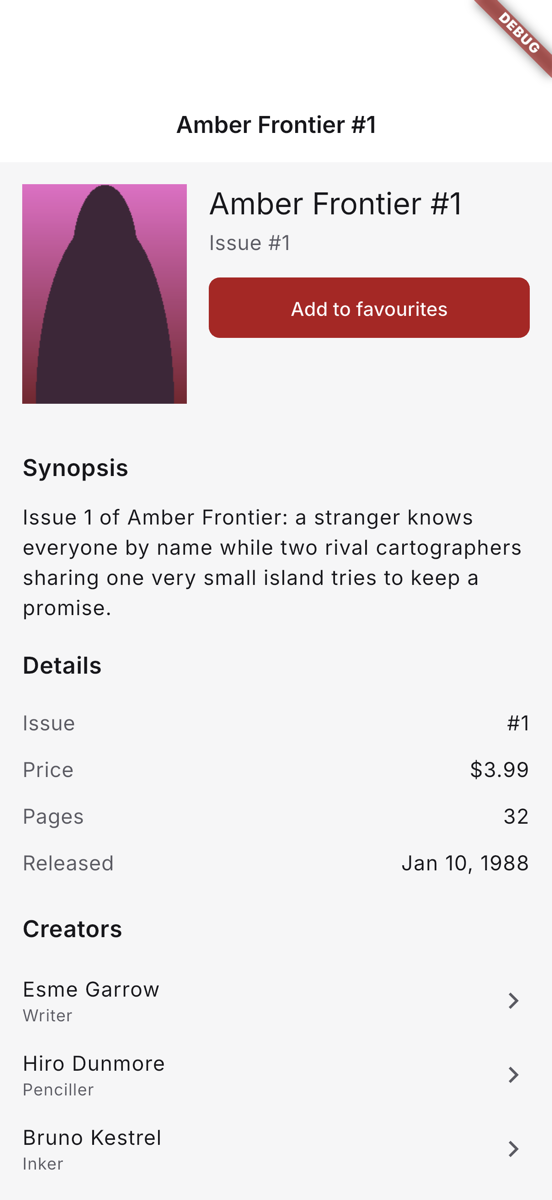 DEBUG
Amber Frontier #1
Amber Frontier #1
Issue #1
Add to favourites
Synopsis
Issue 1 of Amber Frontier: a stranger knows
everyone by name while two rival cartographers
sharing one very small island tries to keep a
promise.
Details
Issue #1
Price $3.99
Pages 32
Released Jan 10, 1988
Creators
Esme Garrow
Writer
Hiro Dunmore
Penciller
Bruno Kestrel
Inker